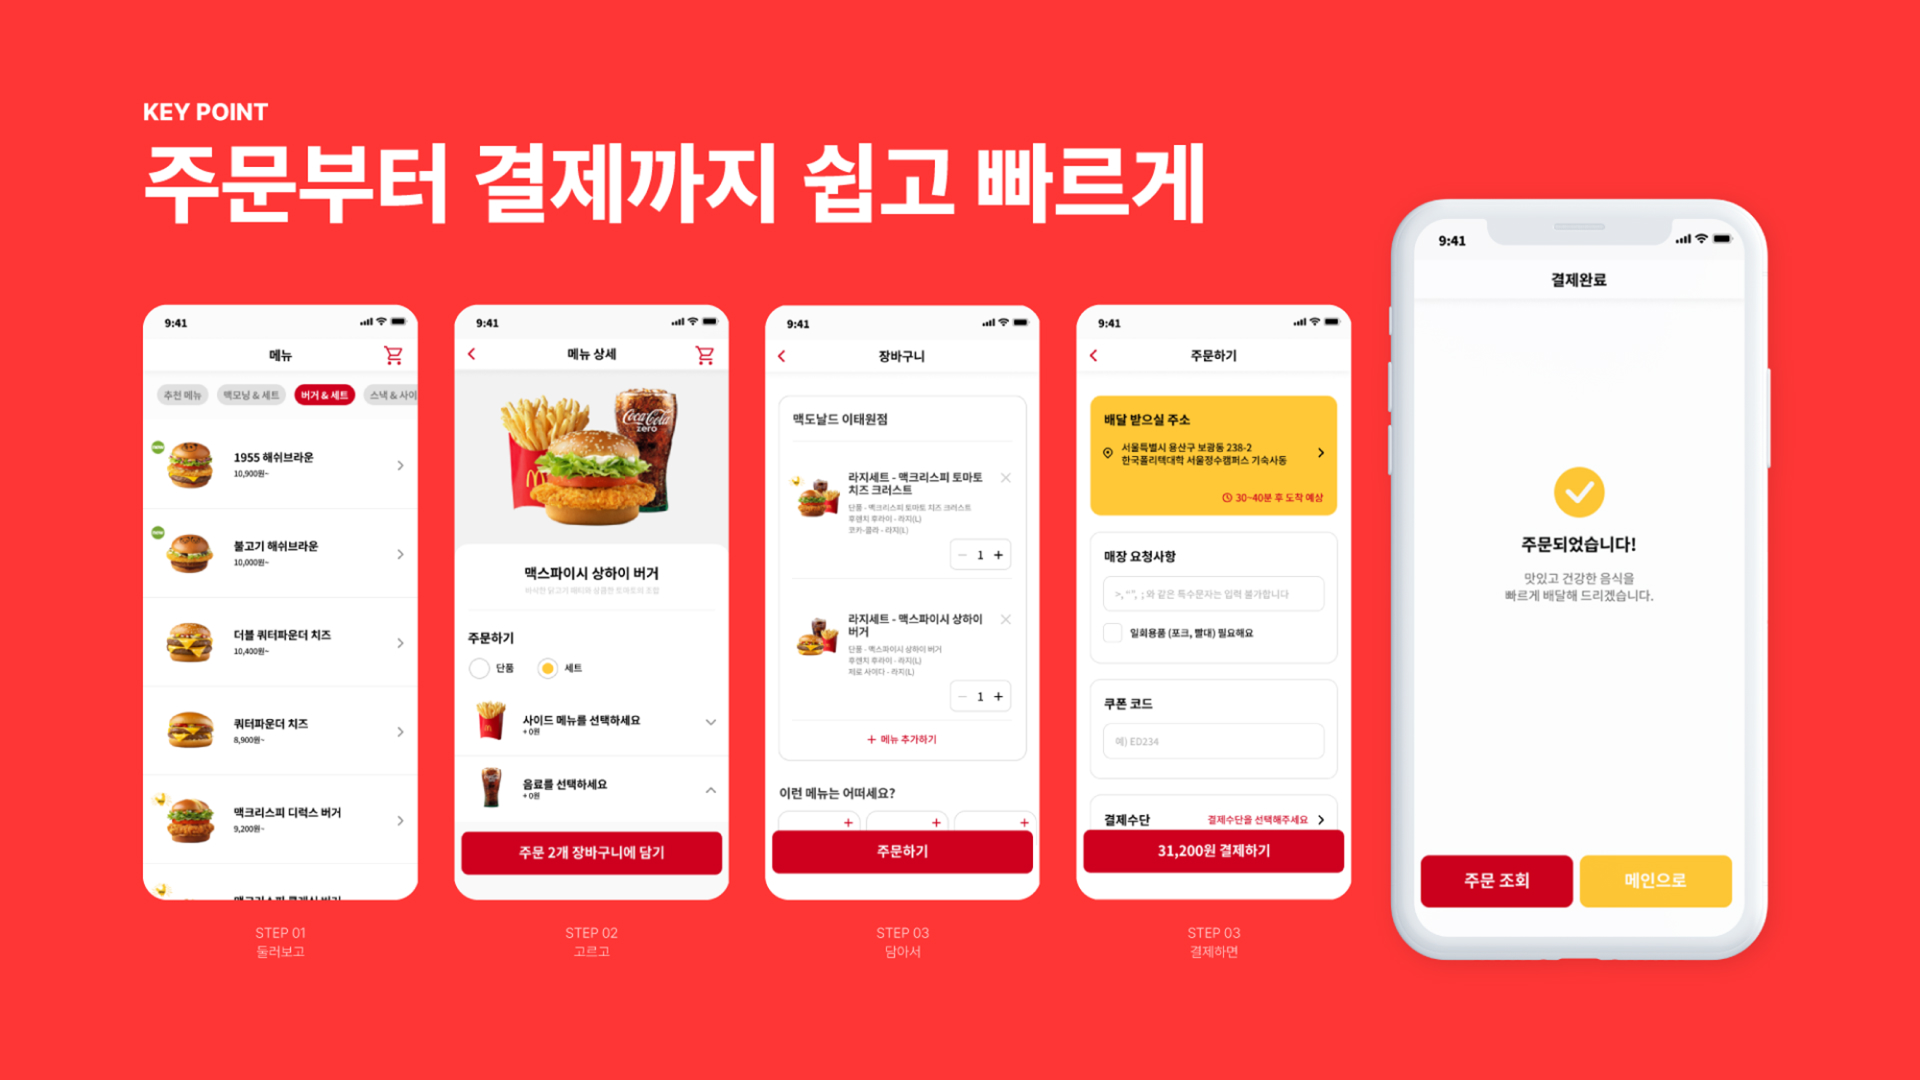 KEY POINT
주문부터 결제까지 쉽고 빠르게
9:41
메뉴
추천 메뉴
맥모닝 & 세트
버거 & 세트
스낵 & 사이
1955 해쉬브라운
10,900원~
불고기 해쉬브라운
10,000원~
더블 쿼터파운더 치즈
10,400원~
쿼터파운더 치즈
8,900원~
맥크리스피 디럭스 버거
9,200원~
STEP 01
둘러보고
9:41
메뉴 상세
Coca-Cola
zero
맥스파이시 상하이 버거
주문하기
단품
세트
사이드 메뉴를 선택하세요
+ 0원
음료를 선택하세요
+ 0원
주문 2개 장바구니에 담기
STEP 02
고르고
9:41
장바구니
맥도날드 이태원점
라지세트 - 맥크리스피 토마토
치즈 크러스트
단품 - 맥크리스피 토마토 치즈 크러스트
후렌치 후라이 - 라지(L)
코카-콜라 - 라지(L)
1
라지세트 - 맥스파이시 상하이
버거
단품 - 맥스파이시 상하이 버거
후렌치 후라이 - 라지(L)
제로 사이다 - 라지(L)
1
+ 메뉴 추가하기
이런 메뉴는 어떠세요?
주문하기
STEP 03
담아서
9:41
주문하기
배달 받으실 주소
서울특별시 용산구 보광동 238-2
한국폴리텍대학 서울정수캠퍼스 기숙사동
30~40분 후 도착 예상
매장 요청사항
>, “”, ; 와 같은 특수문자는 입력 불가합니다
일회용품 (포크, 빨대) 필요해요
쿠폰 코드
예) ED234
결제수단
결제수단을 선택해주세요
31,200원 결제하기
STEP 03
결제하면
9:41
결제완료
주문되었습니다!
맛있고 건강한 음식을
빠르게 배달해 드리겠습니다.
주문 조회
메인으로